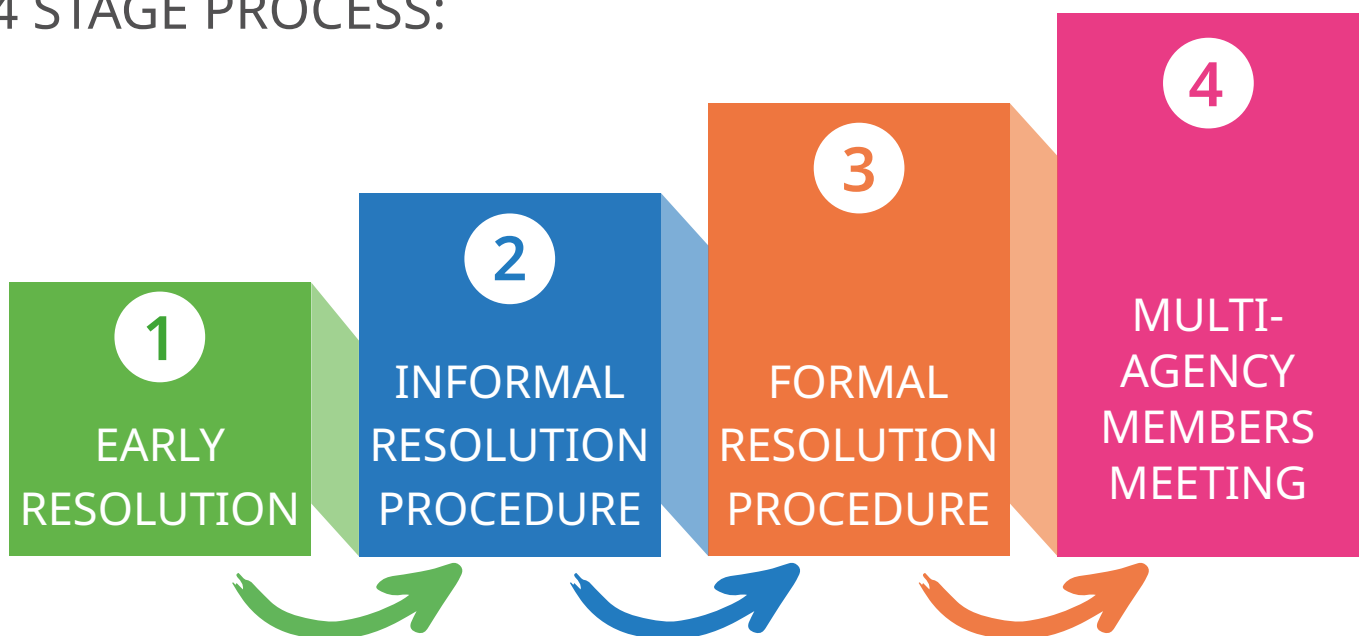 4 STAGE PROCESS:
1
EARLY
RESOLUTION
2
INFORMAL
RESOLUTION
PROCEDURE
3
FORMAL
RESOLUTION
PROCEDURE
4
MULTI-
AGENCY
MEMBERS
MEETING